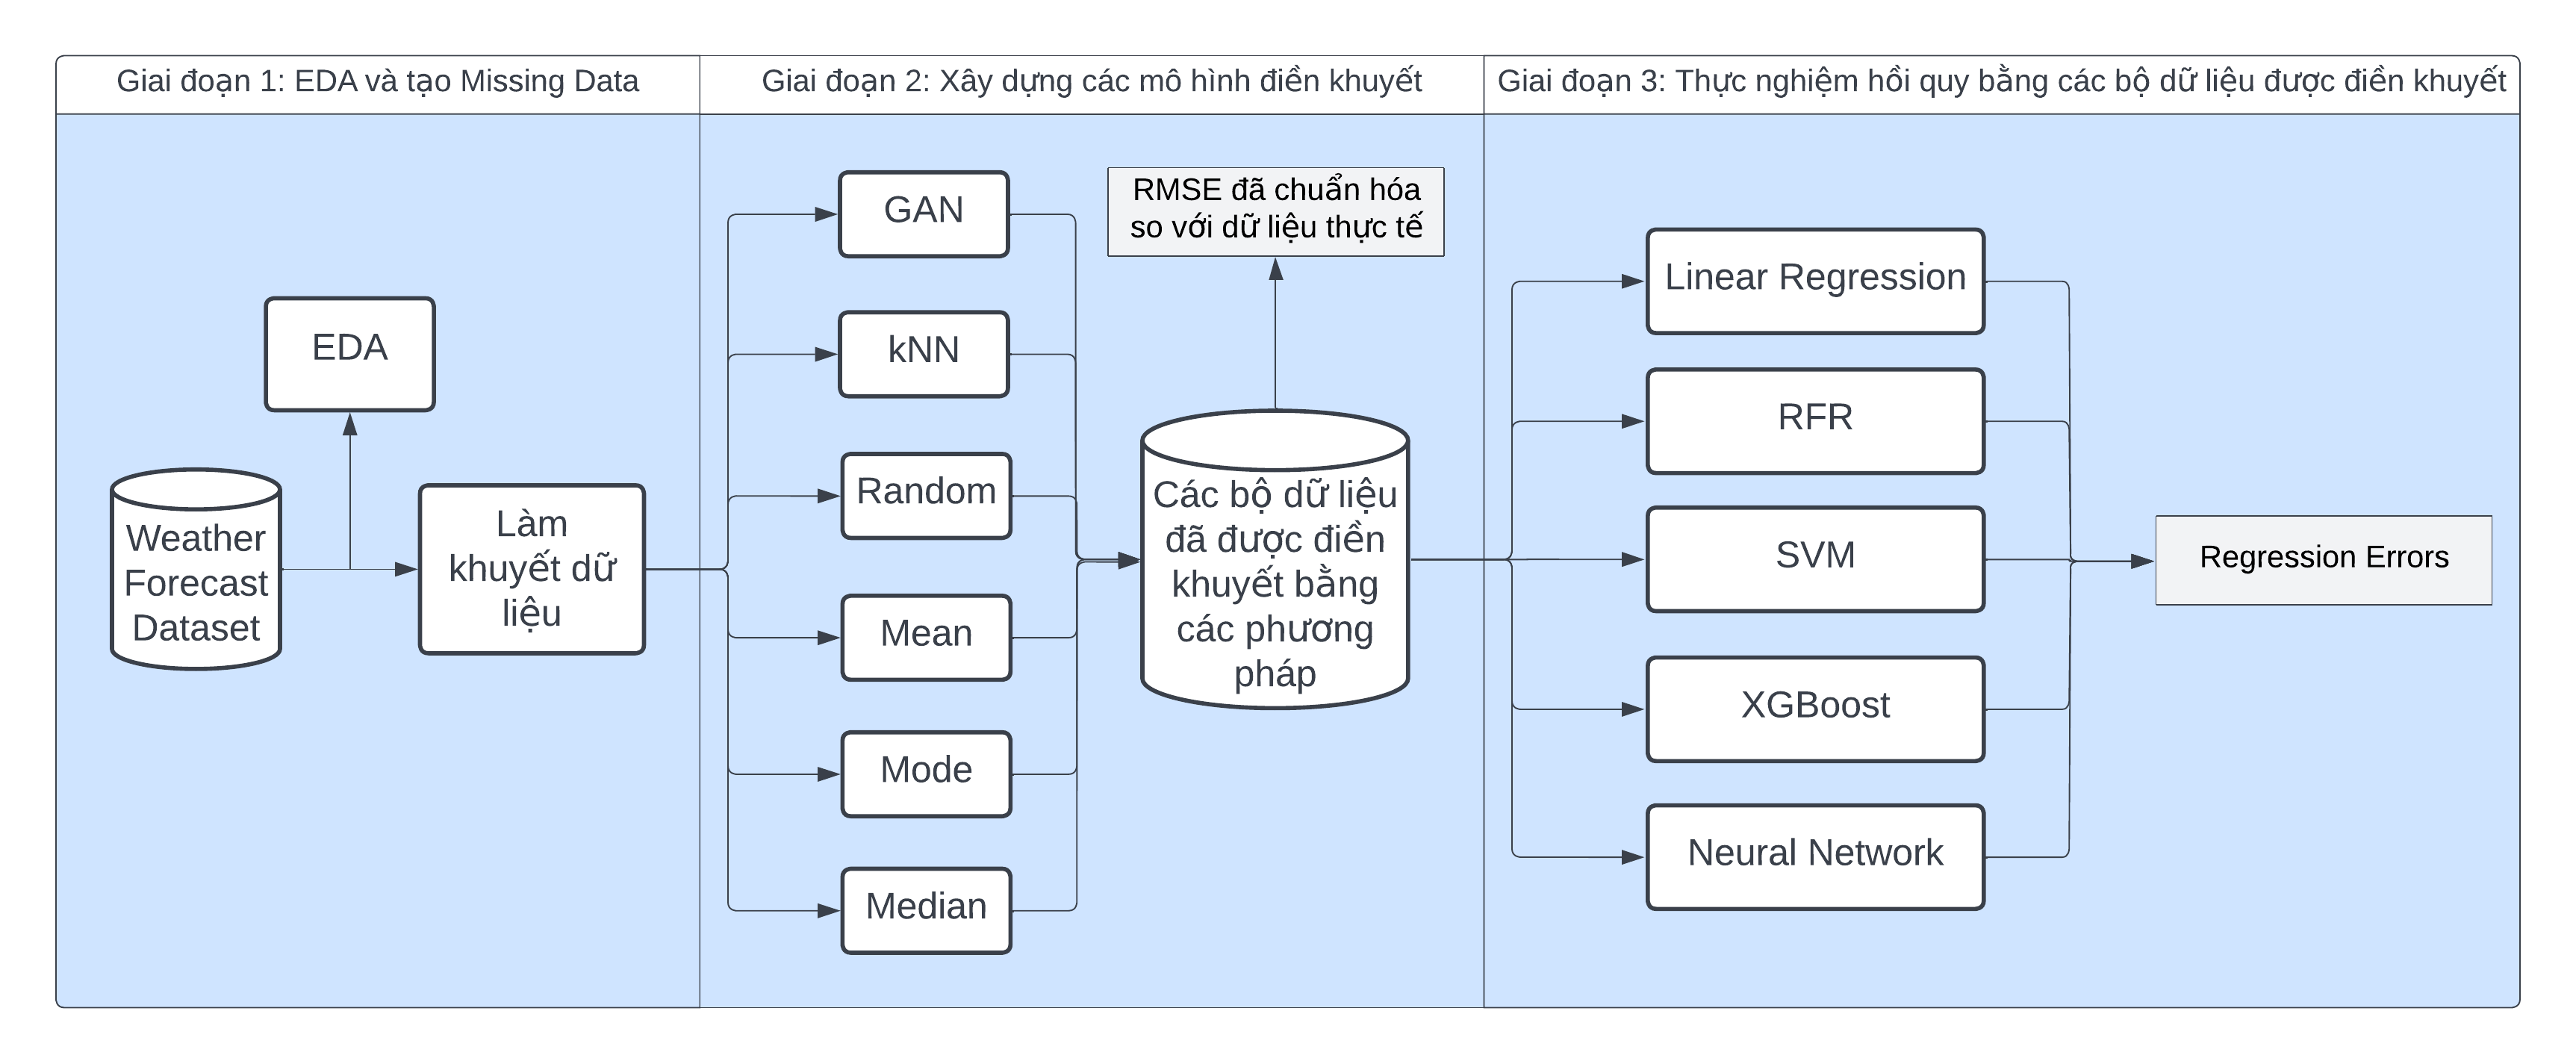 Giai đoạn 1: EDA và tạo Missing Data
Giai đoạn 2: Xây dựng các mô hình điền khuyết
Giai đoạn 3: Thực nghiệm hồi quy bằng các bộ dữ liệu được điền khuyết
EDA
Weather
Forecast
Dataset
Làm
khuyết dữ
liệu
GAN
kNN
Random
Mean
Mode
Median
RMSE đã chuẩn hóa
so với dữ liệu thực tế
Các bộ dữ liệu
đã được điền
khuyết bằng
các phương
pháp
Linear Regression
RFR
SVM
XGBoost
Neural Network
Regression Errors